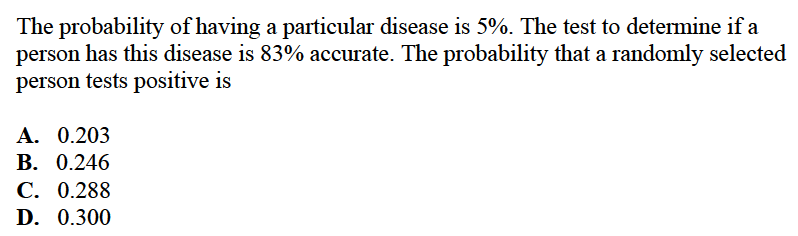 The probability of having a particular disease is 5%. The test to determine if a
person has this disease is 83% accurate. The probability that a randomly selected
person tests positive is
A. 0.203
B. 0.246
C. 0.288
D. 0.300